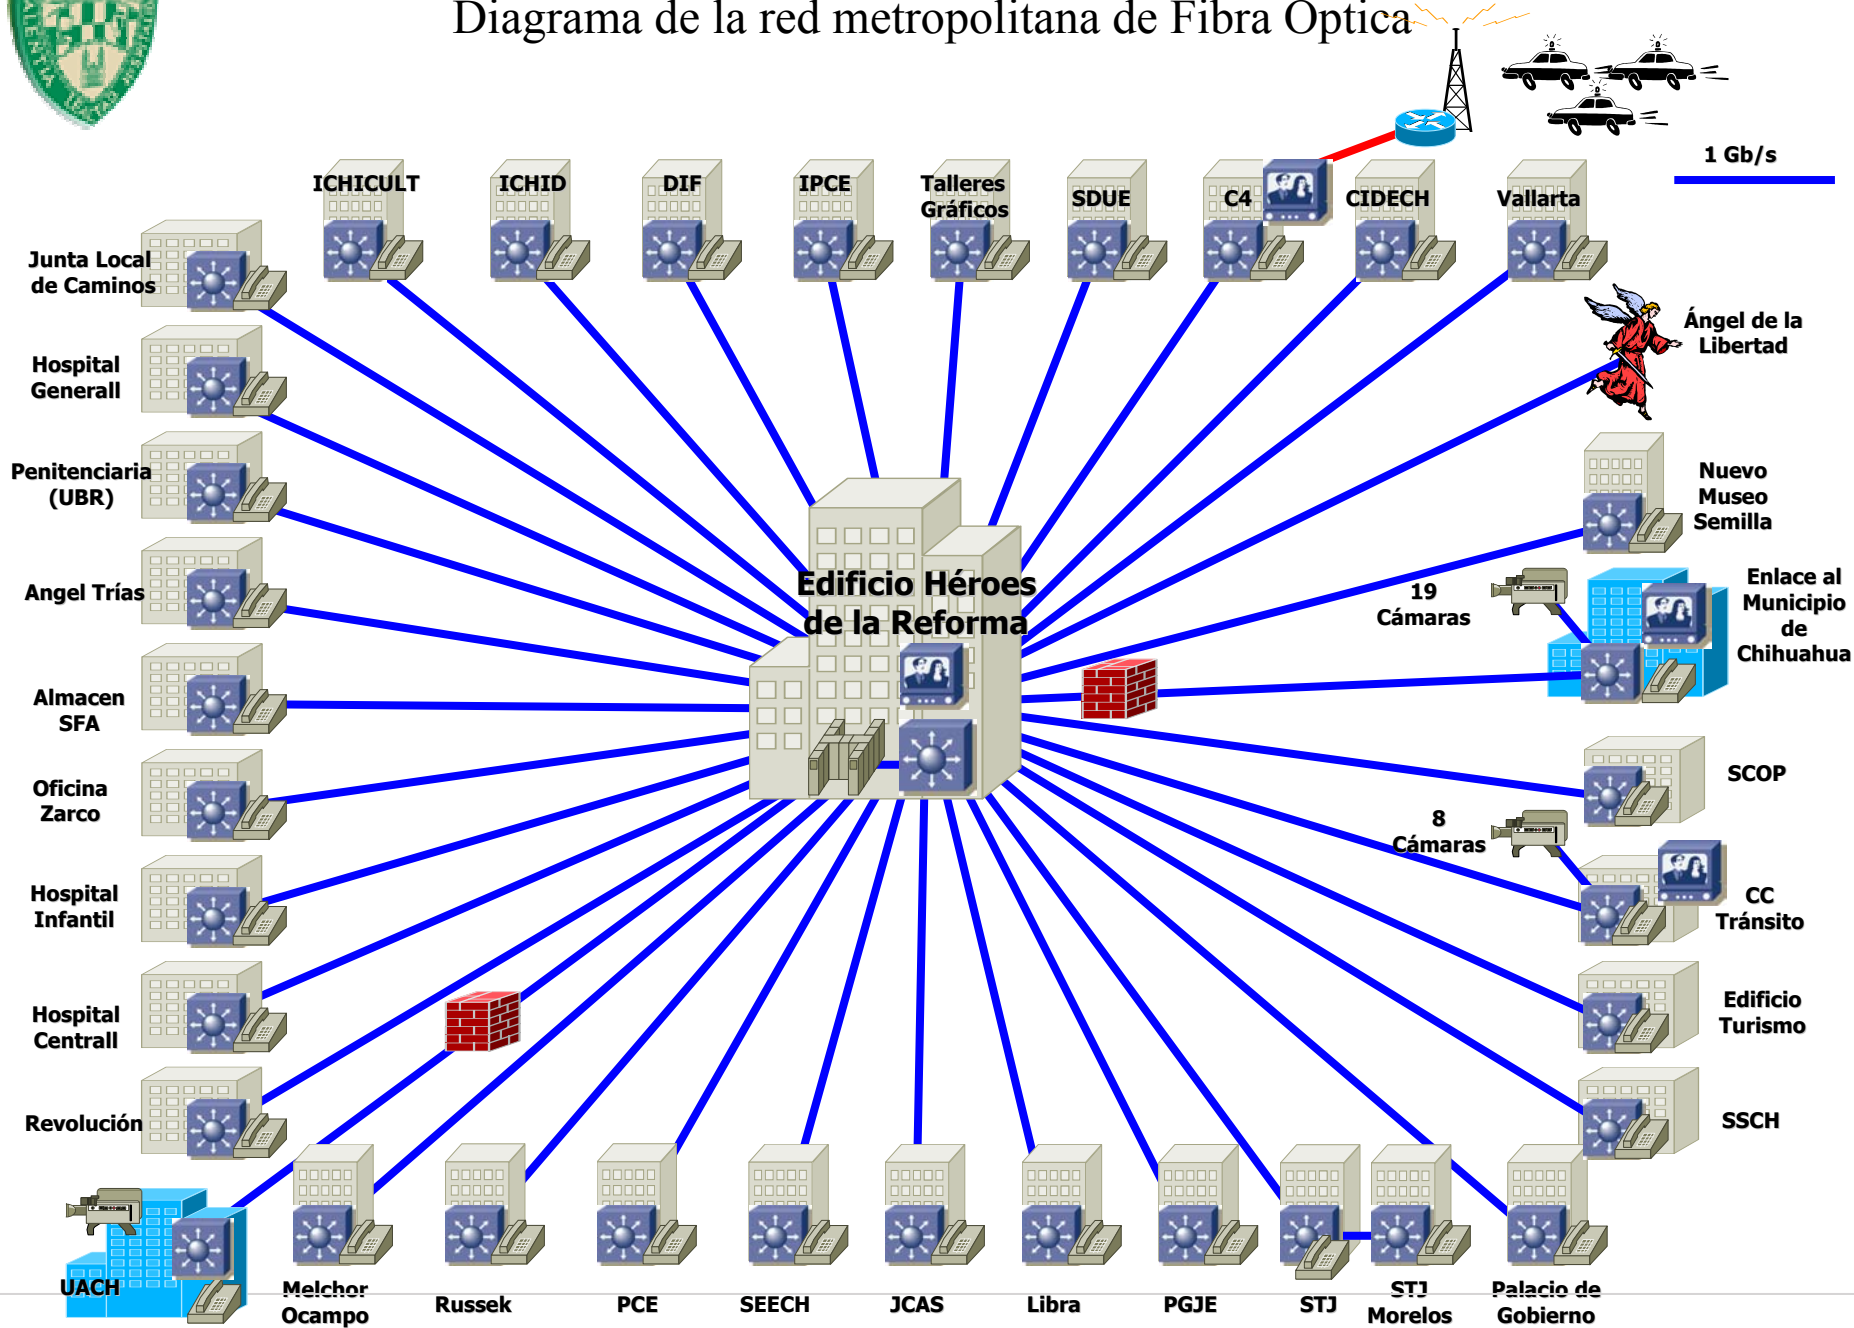 Diagrama de la red metropolitana de Fibra Optica
1 Gb/s
ICHICULT
ICHID
DIF
IPCE
Talleres
Gráficos
SDUE
C4
CIDECH
Vallarta
Junta Local
de Caminos
Ángel de la
Libertad
Hospital
Generall
Penitenciaria
(UBR)
Nuevo
Museo
Semilla
Angel Trías
Edificio Héroes
de la Reforma
19
Cámaras
Enlace al
Municipio
de
Chihuahua
Almacen
SFA
SCOP
Oficina
Zarco
8
Cámaras
Hospital
Infantil
CC
Tránsito
Hospital
Centrall
Edificio
Turismo
Revolución
SSCH
UACH
Melchor
Ocampo
Russek
PCE
SEECH
JCAS
Libra
PGJE
STJ
STJ
Morelos
Palacio de
Gobierno